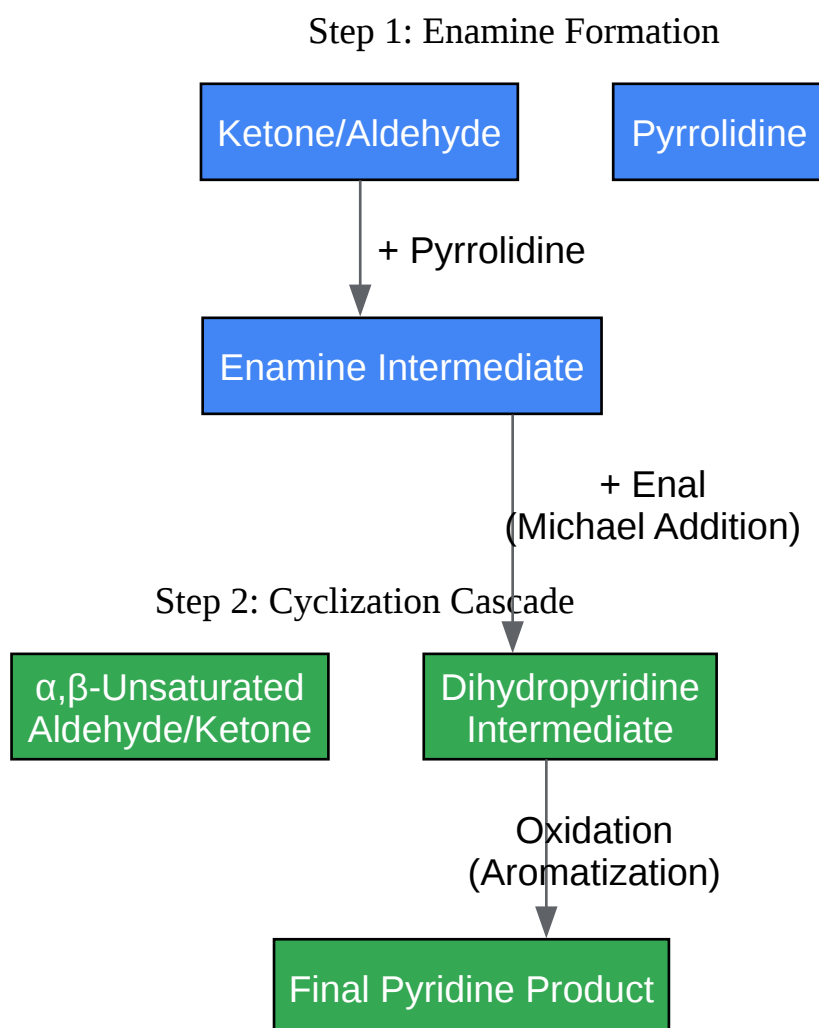 Step 1: Enamine Formation
Ketone/Aldehyde
Pyrrolidine
+ Pyrrolidine
Enamine Intermediate
+ Enal
(Michael Addition)
Step 2: Cyclization Cascade
α,β-Unsaturated
Aldehyde/Ketone
Dihydropyridine
Intermediate
Oxidation
(Aromatization)
Final Pyridine Product